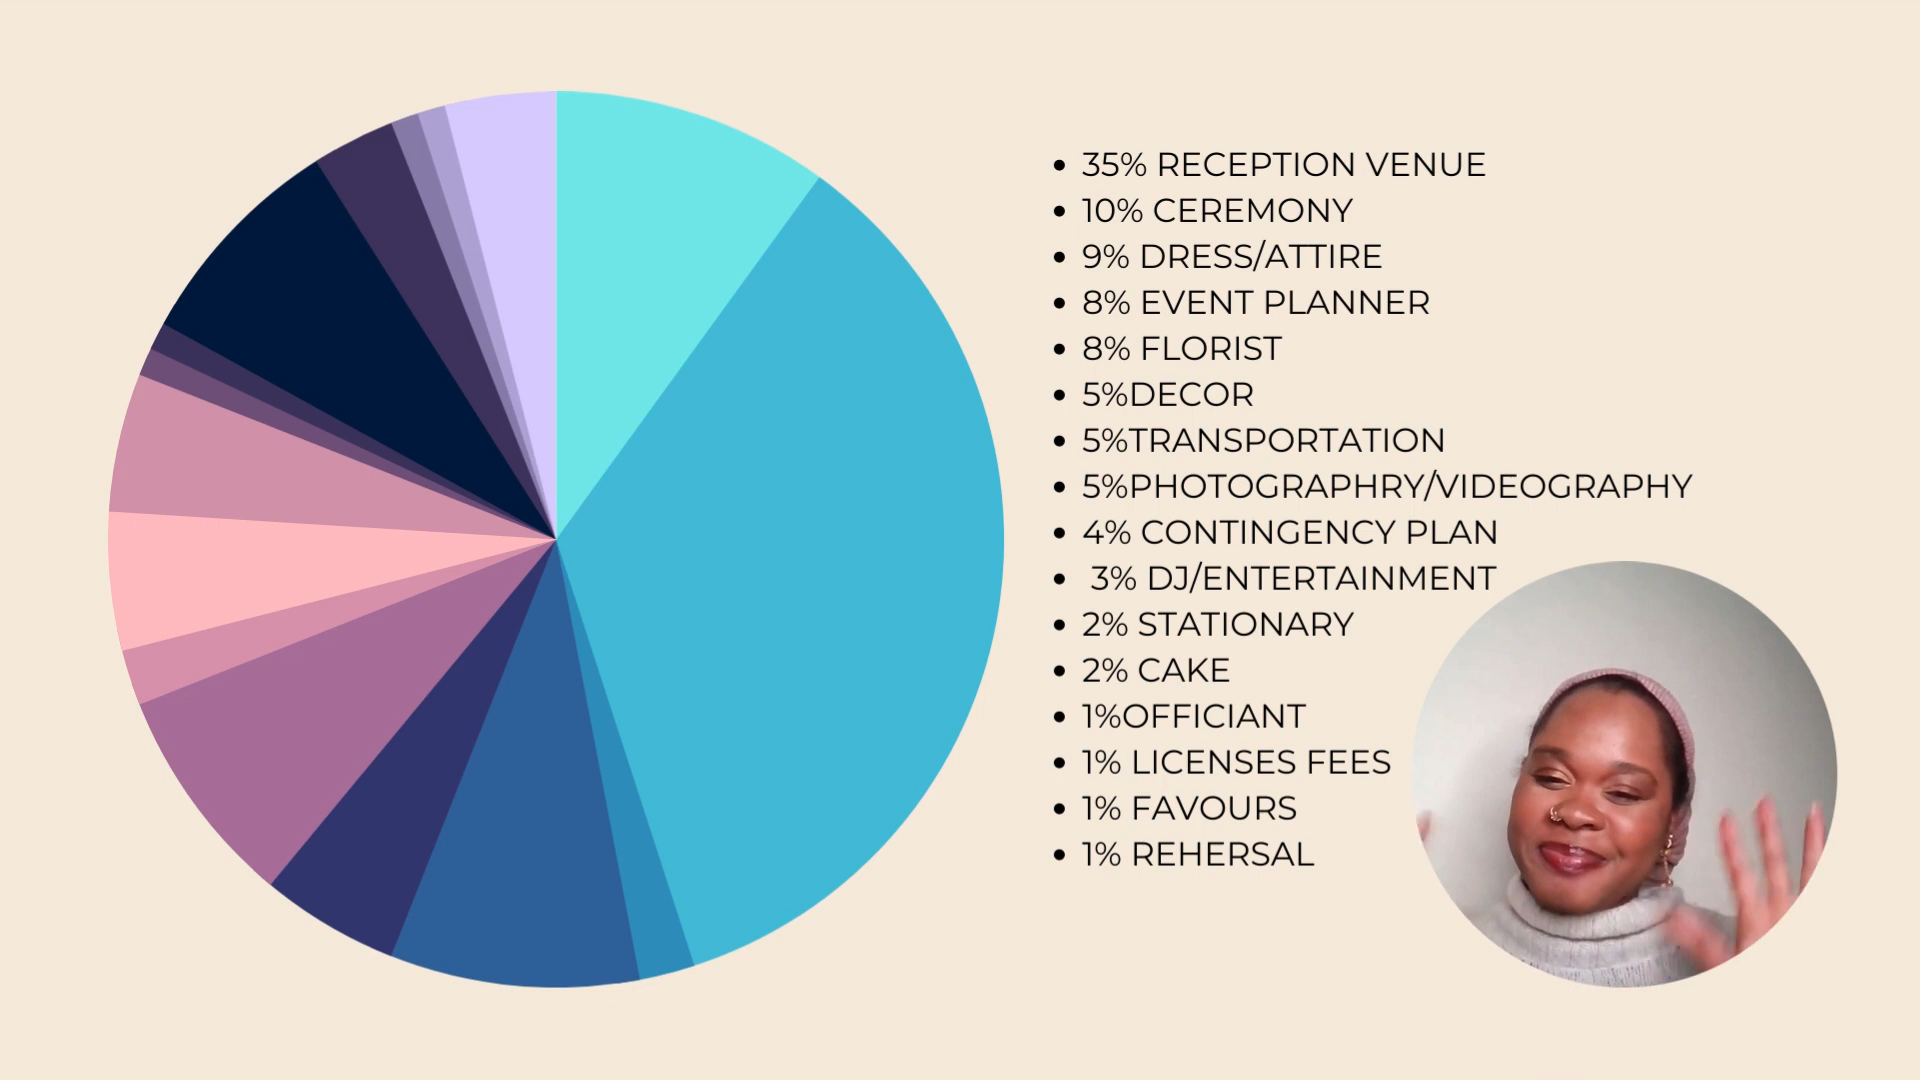 • 35% RECEPTION VENUE
• 10% CEREMONY
• 9% DRESS/ATTIRE
• 8% EVENT PLANNER
• 8% FLORIST
• 5%DECOR
• 5%TRANSPORTATION
• 5%PHOTOGRAPHRY/VIDEOGRAPHY
• 4% CONTINGENCY PLAN
• 3% DJ/ENTERTAINMENT
• 2% STATIONARY
• 2% CAKE
• 1%OFFICIANT
• 1% LICENSES FEES
• 1% FAVOURS
• 1% REHERSAL